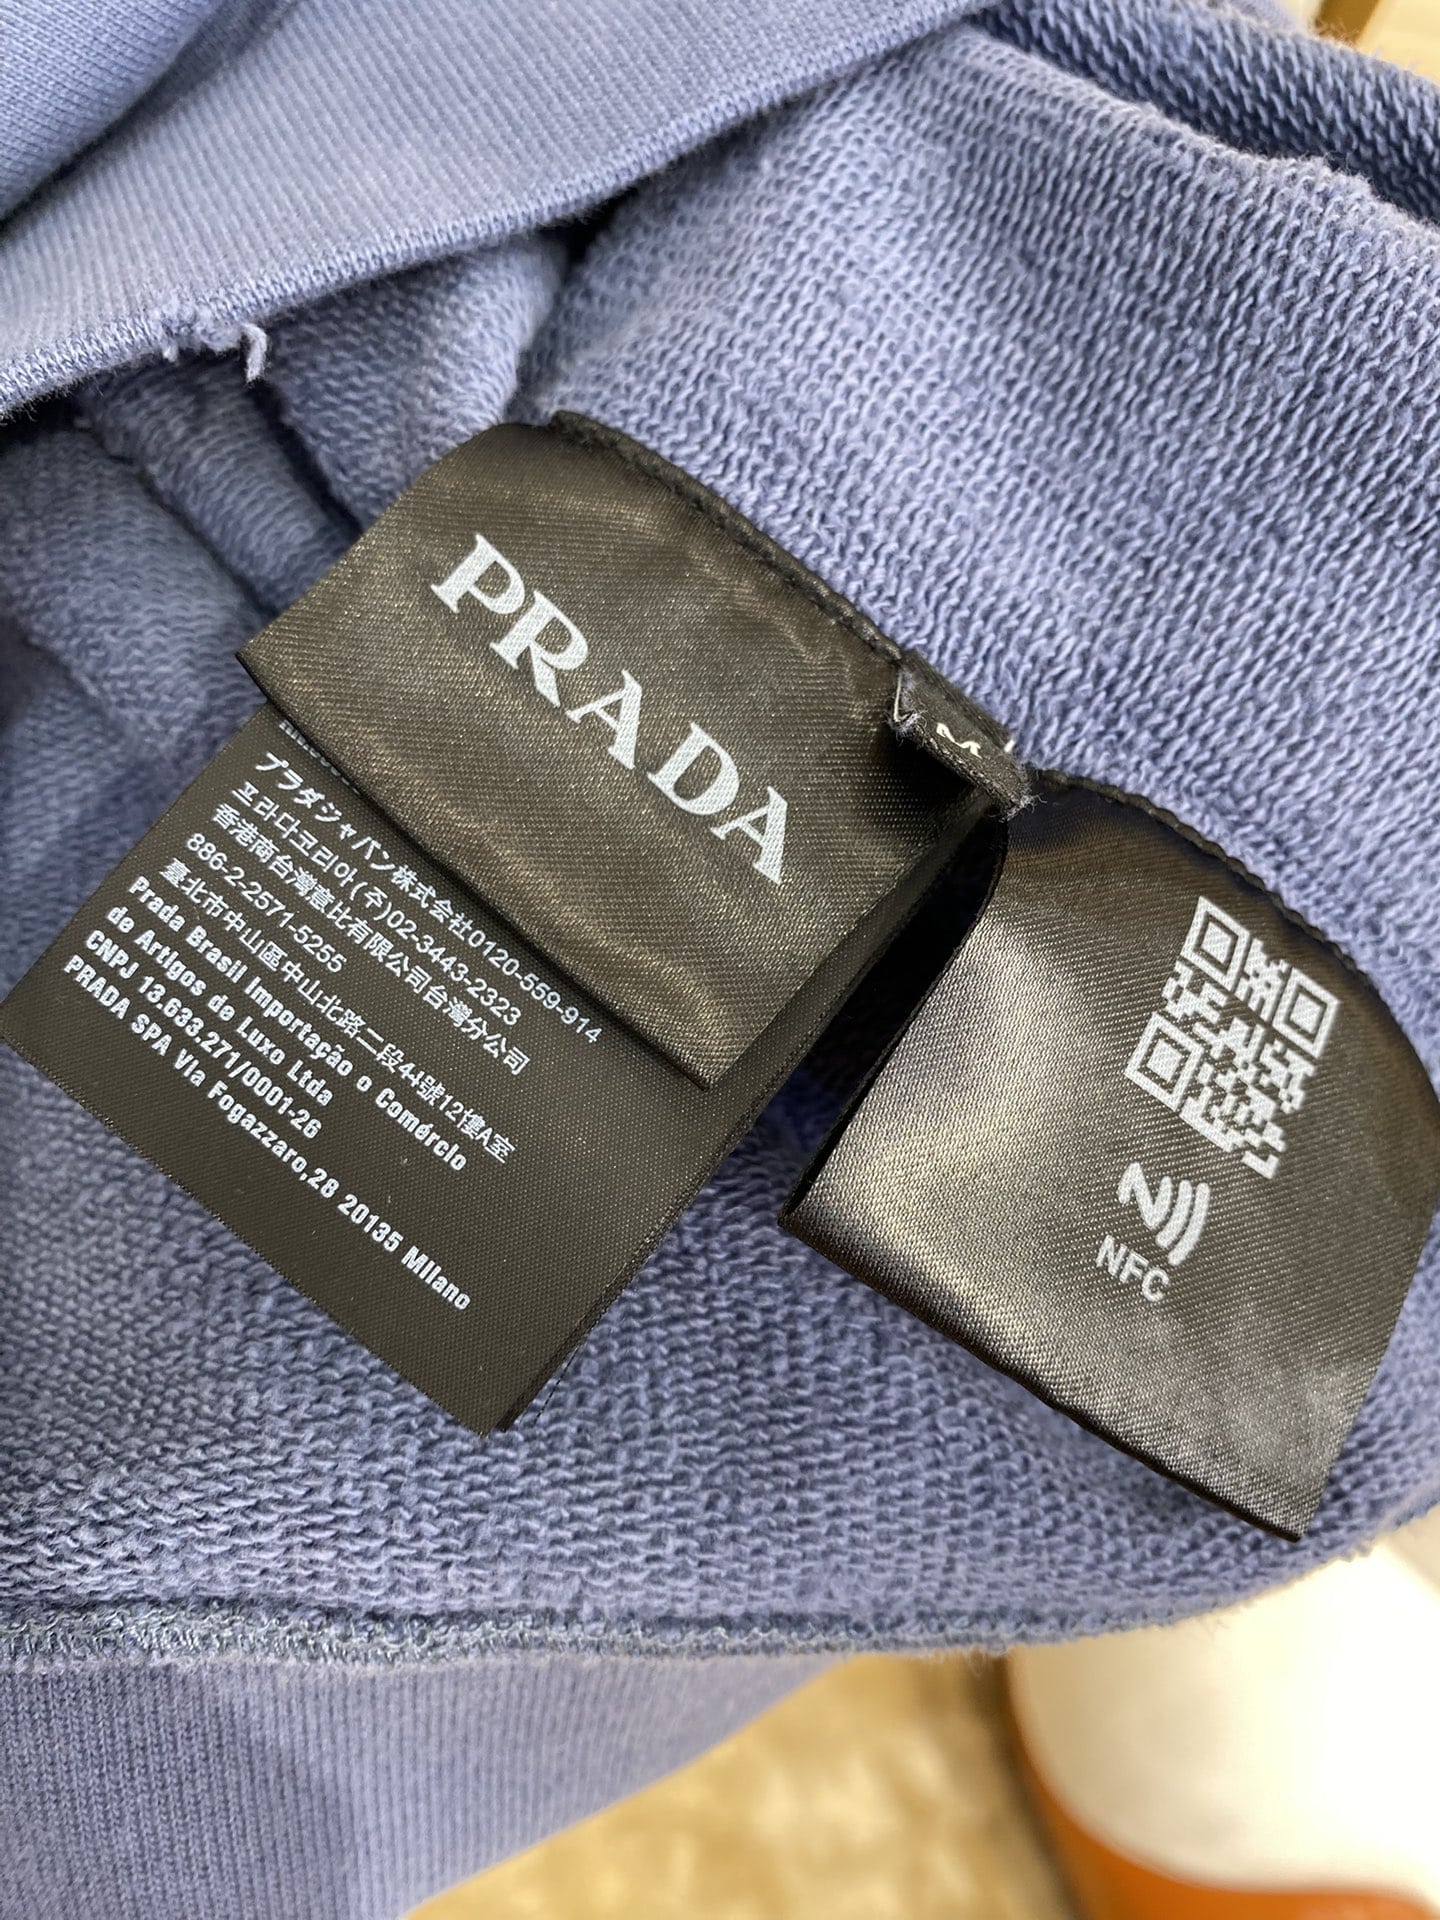 PRADA
M
プラダジャパン株式会社0120-559-914
프라다코리아(주)02-3443-2323
香港商台灣意比有限公司台灣分公司
886-2-2571-5255
臺北市中山區中山北路二段44號12樓A室
Prada Brasil Importação o Comércio
de Artigos de Luxo Ltda
CNPJ 13.633.271/0001-26
PRADA SPA Via Fogazzaro,28 20135 Milano
NFC